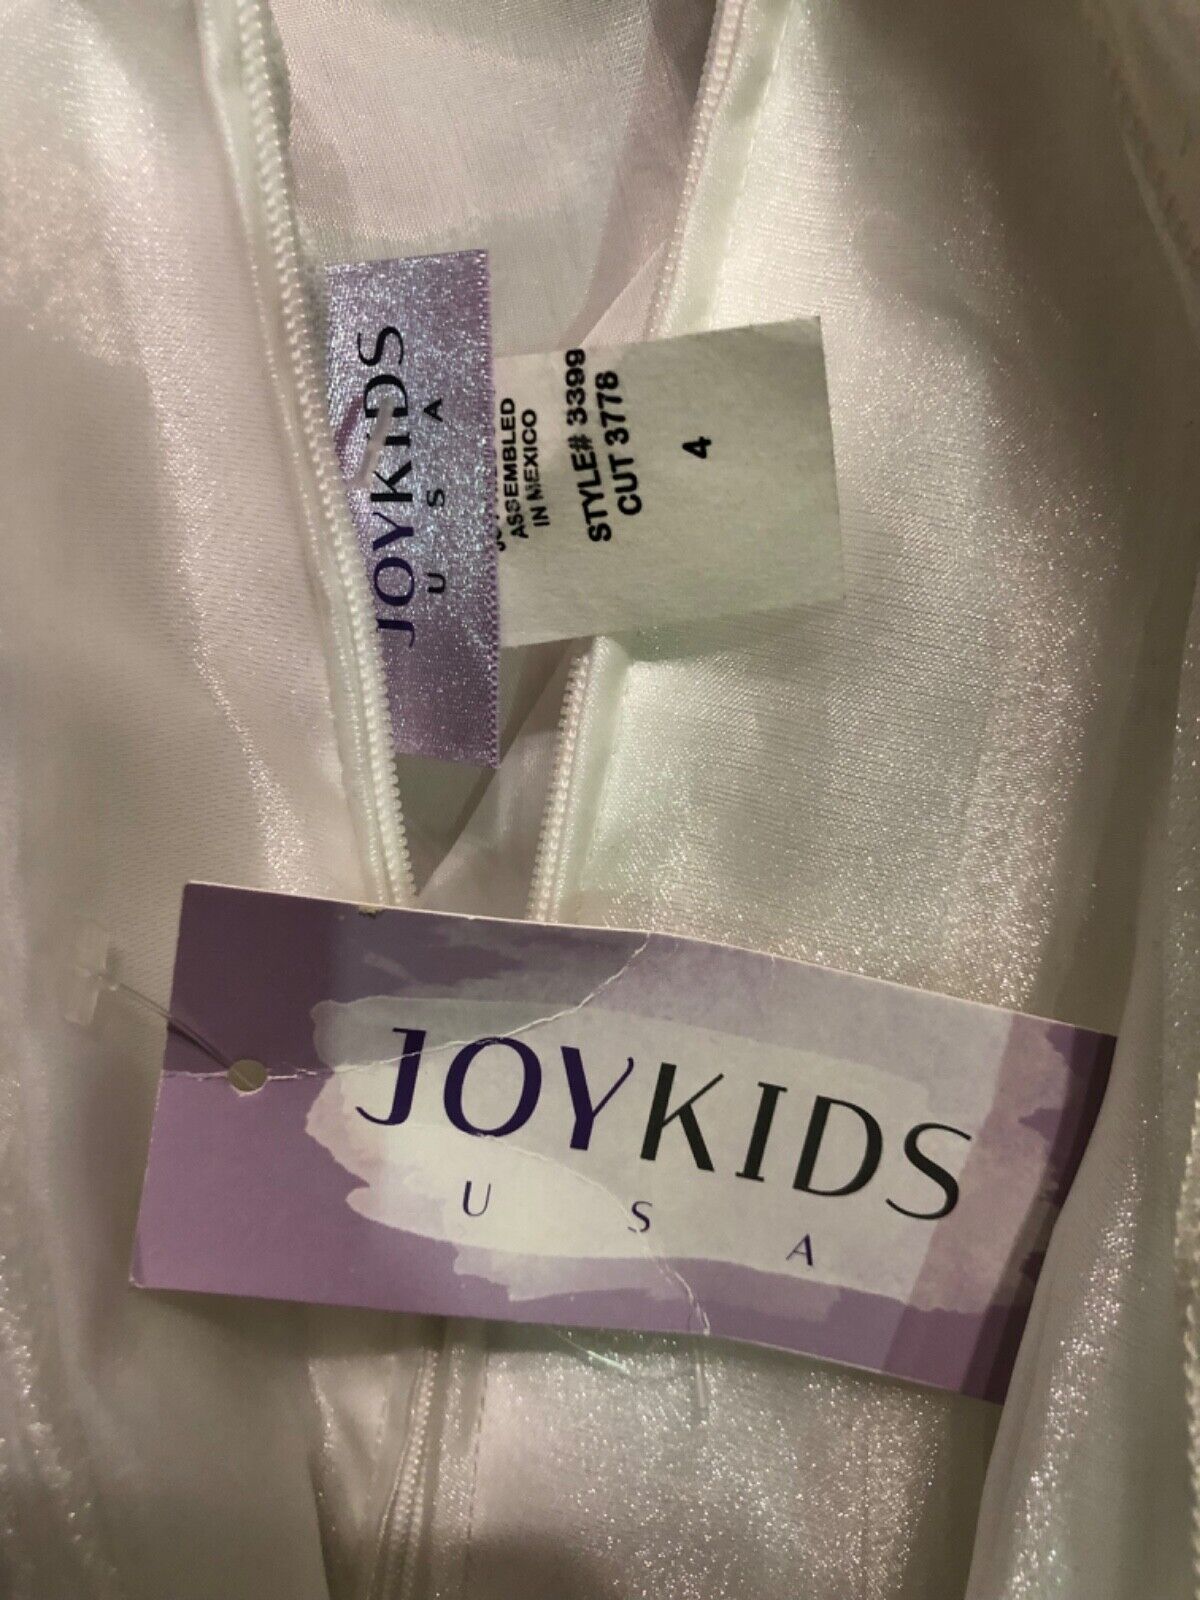 JOYKIDS
U S A
ASSEMBLED
IN MEXICO
STYLE# 3399
CUT 3778
4
JOYKIDS
U S A